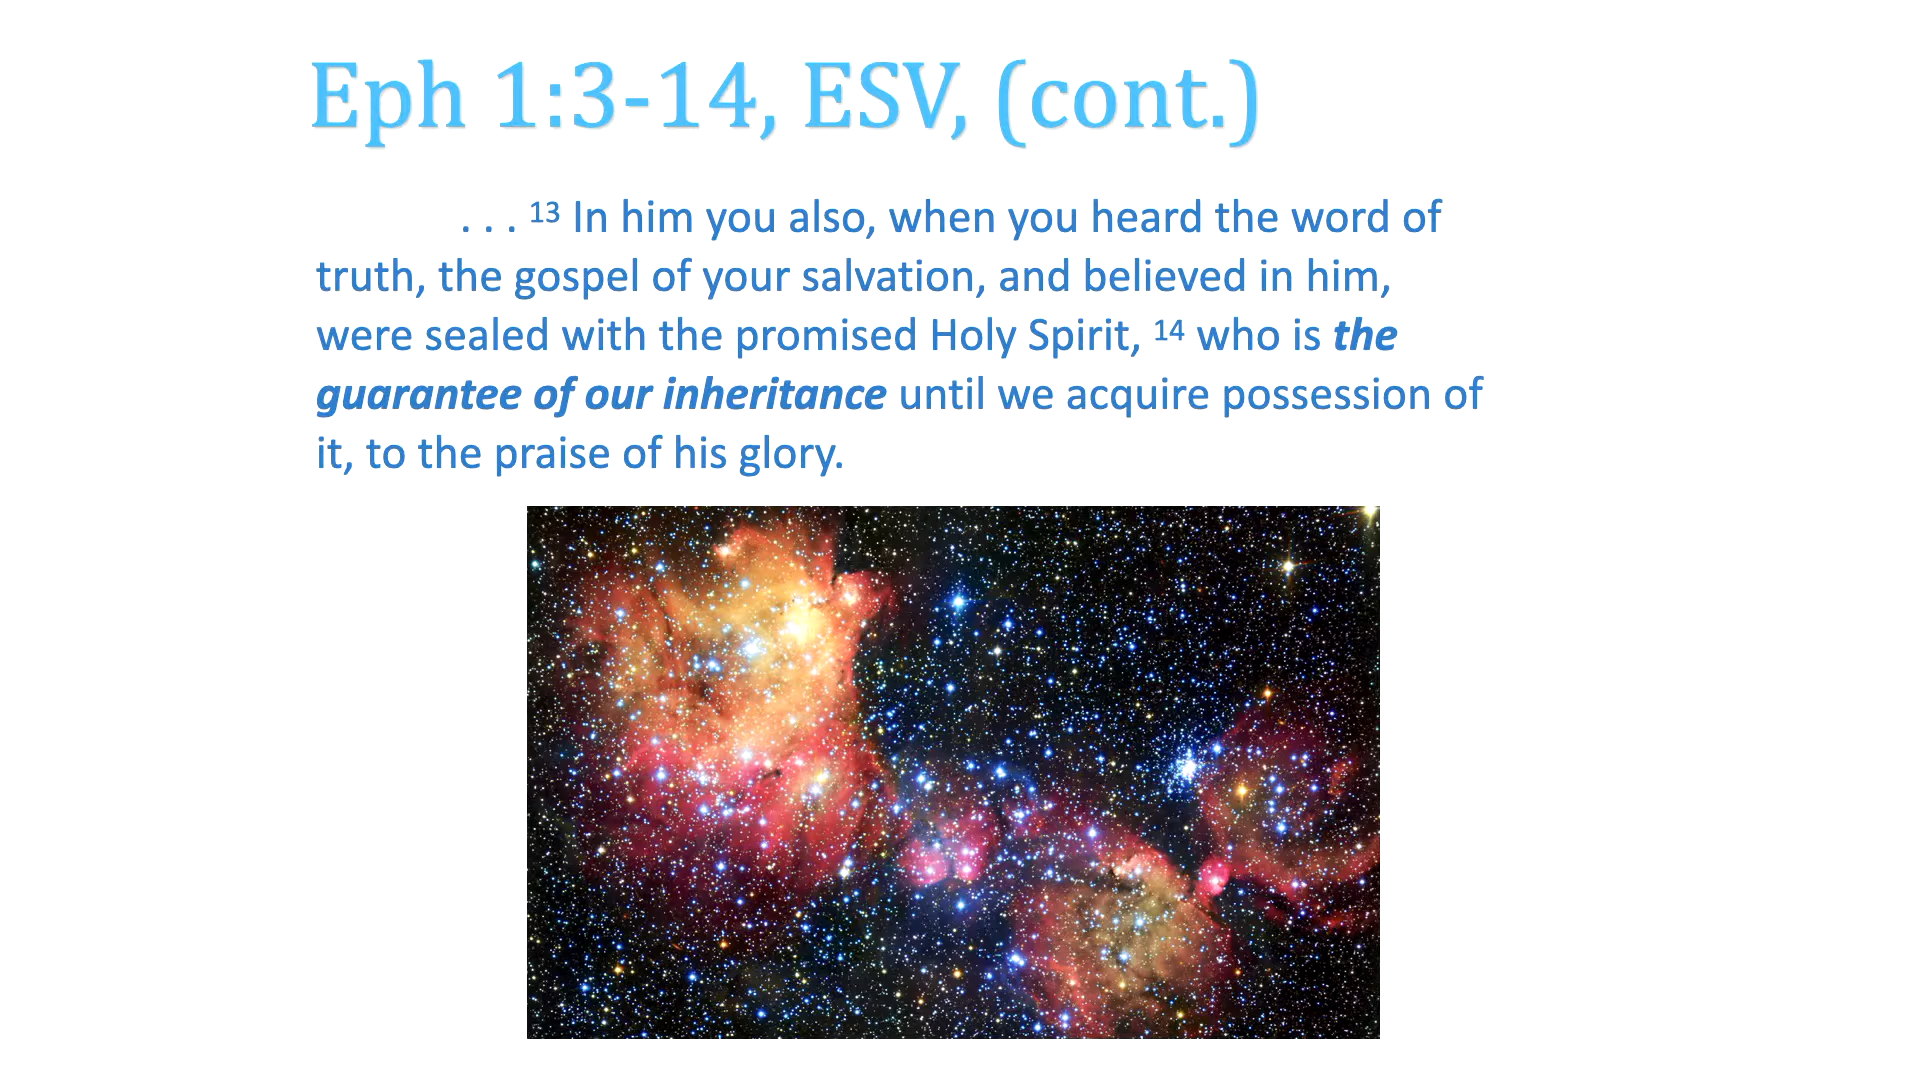 Eph 1:3-14, ESV, (cont.)
. . . 13 In him you also, when you heard the word of
truth, the gospel of your salvation, and believed in him,
were sealed with the promised Holy Spirit, 14 who is the
guarantee of our inheritance until we acquire possession of
it, to the praise of his glory.